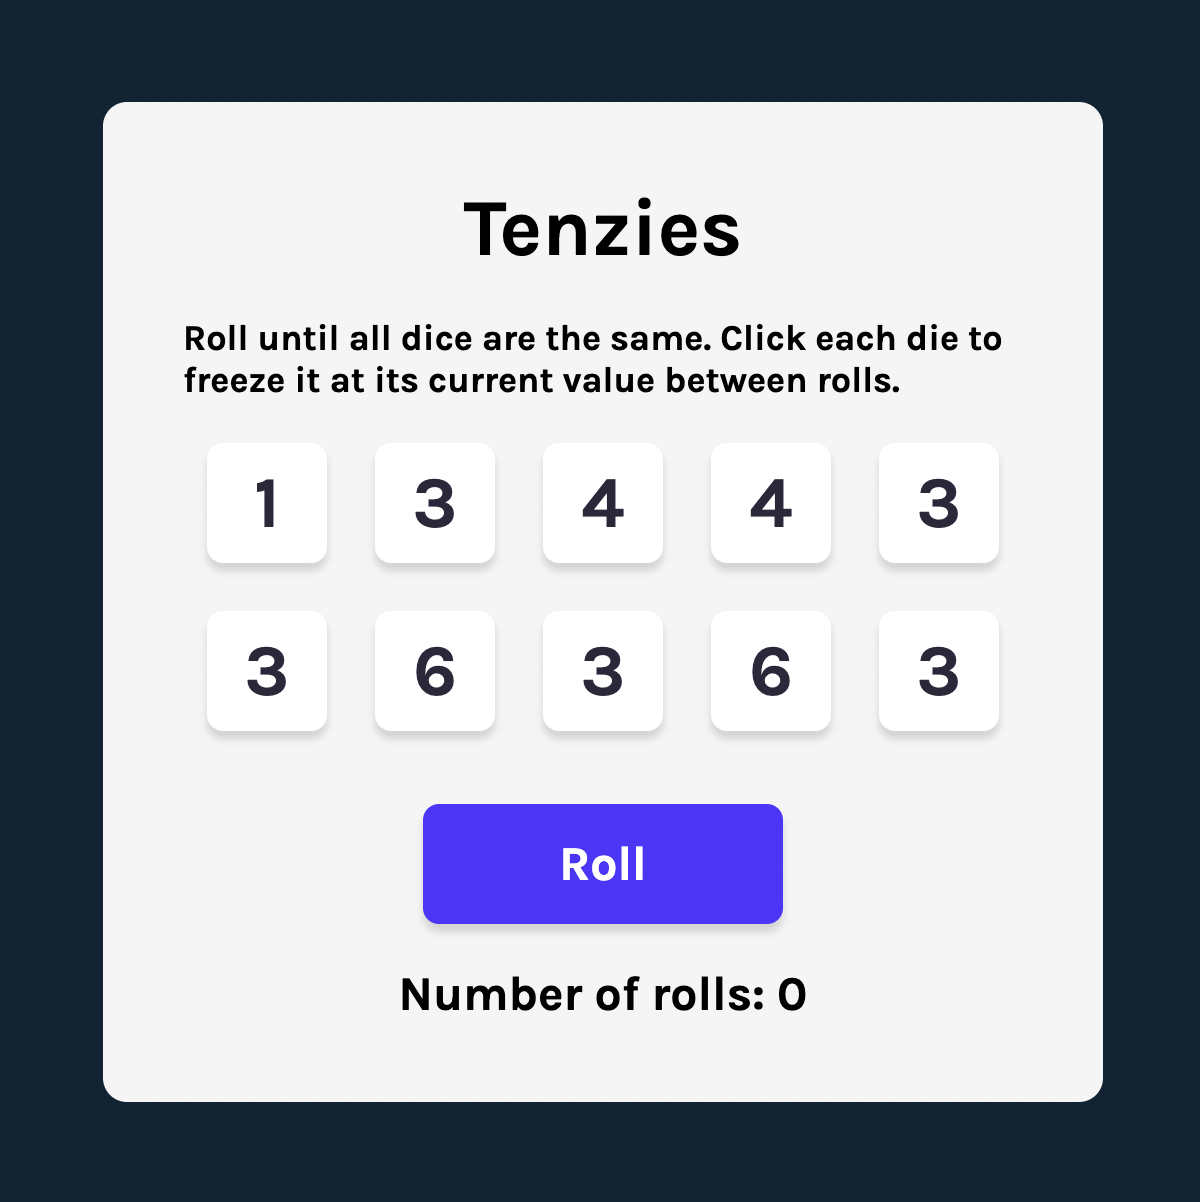 Tenzies
Roll until all dice are the same. Click each die to
freeze it at its current value between rolls.
1 3 4 4 3
3 6 3 6 3
Roll
Number of rolls: 0